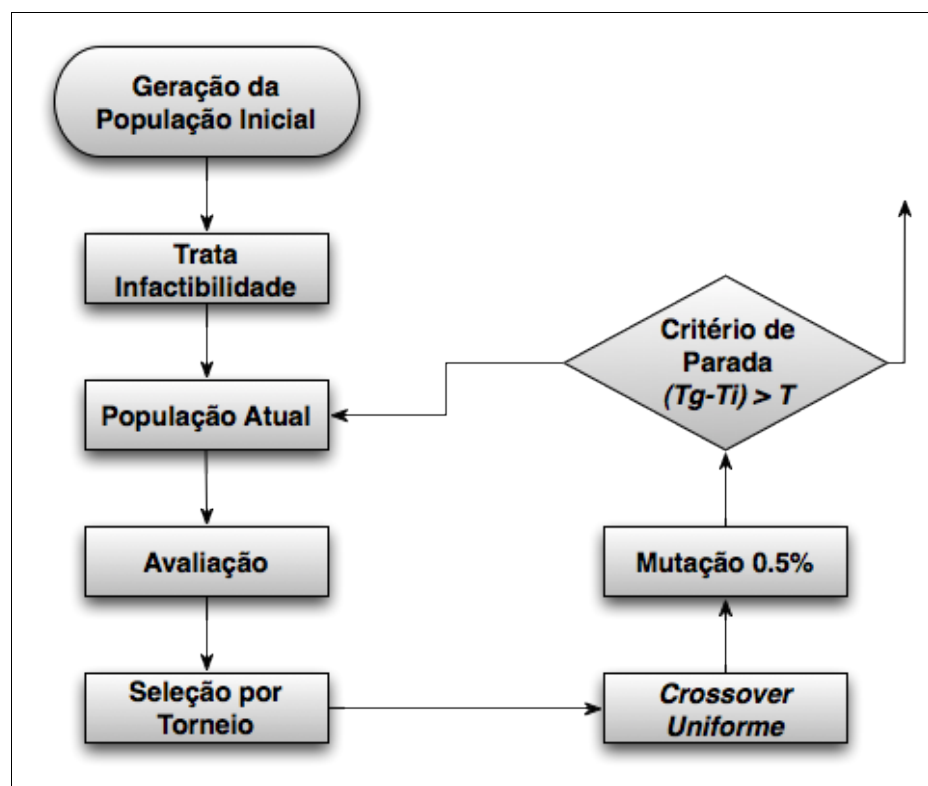 Geração da
População Inicial
Trata
Infactibilidade
População Atual
Avaliação
Seleção por
Torneio
Crossover
Uniforme
Mutação 0.5%
Critério de
Parada
(Tg-Ti) > T